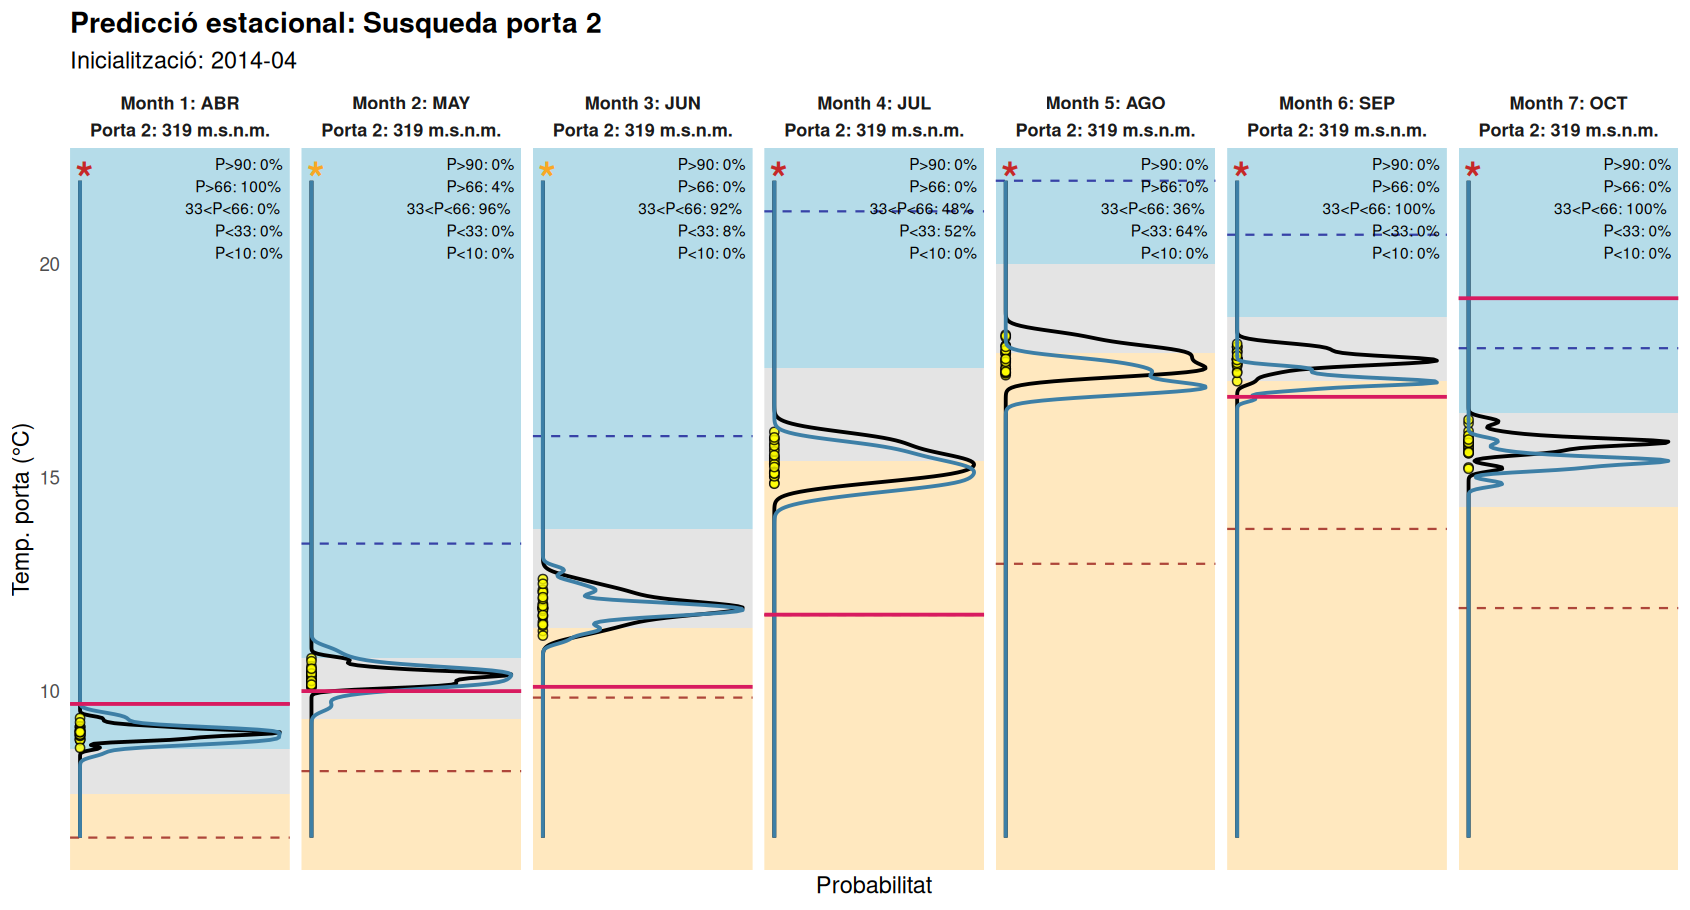 Predicció estacional: Susqueda porta 2
Inicialització: 2014-04
Month 1: ABR
Porta 2: 319 m.s.n.m.
Month 2: MAY
Porta 2: 319 m.s.n.m.
Month 3: JUN
Porta 2: 319 m.s.n.m.
Month 4: JUL
Porta 2: 319 m.s.n.m.
Month 5: AGO
Porta 2: 319 m.s.n.m.
Month 6: SEP
Porta 2: 319 m.s.n.m.
Month 7: OCT
Porta 2: 319 m.s.n.m.
*
P>90: 0%
P>66: 100%
33<P<66: 0%
P<33: 0%
P<10: 0%
*
P>90: 0%
P>66: 4%
33<P<66: 96%
P<33: 0%
P<10: 0%
*
P>90: 0%
P>66: 0%
33<P<66: 92%
P<33: 8%
P<10: 0%
*
P>90: 0%
P>66: 0%
33<P<66: 48%
P<33: 52%
P<10: 0%
*
P>90: 0%
P>66: 0%
33<P<66: 36%
P<33: 64%
P<10: 0%
*
P>90: 0%
P>66: 0%
33<P<66: 100%
P<33: 0%
P<10: 0%
*
P>90: 0%
P>66: 0%
33<P<66: 100%
P<33: 0%
P<10: 0%
20
15
10
Temp. porta (°C)
Probabilitat